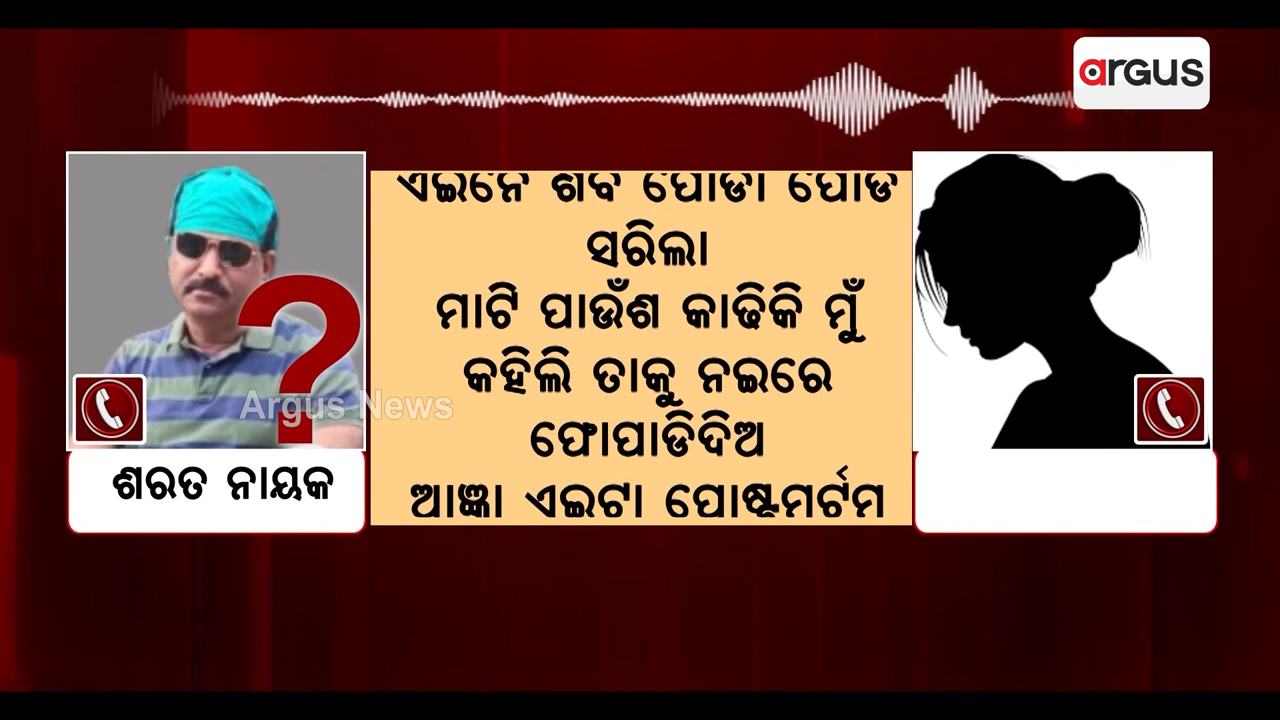 argus
ଏଇନେ ଶବ ପୋଡା ପୋଡି
ସରିଲା
ମାଟି ପାଉଁଶ କାଢିକି ମୁଁ
କହିଲି ତାକୁ ନଇରେ
ଫୋପାଡିଦିଅ
ଆଜ୍ଞା ଏଇଟା ପୋଷ୍ଟମର୍ଟମ
?
Argus News
ଶରତ ନାୟକ